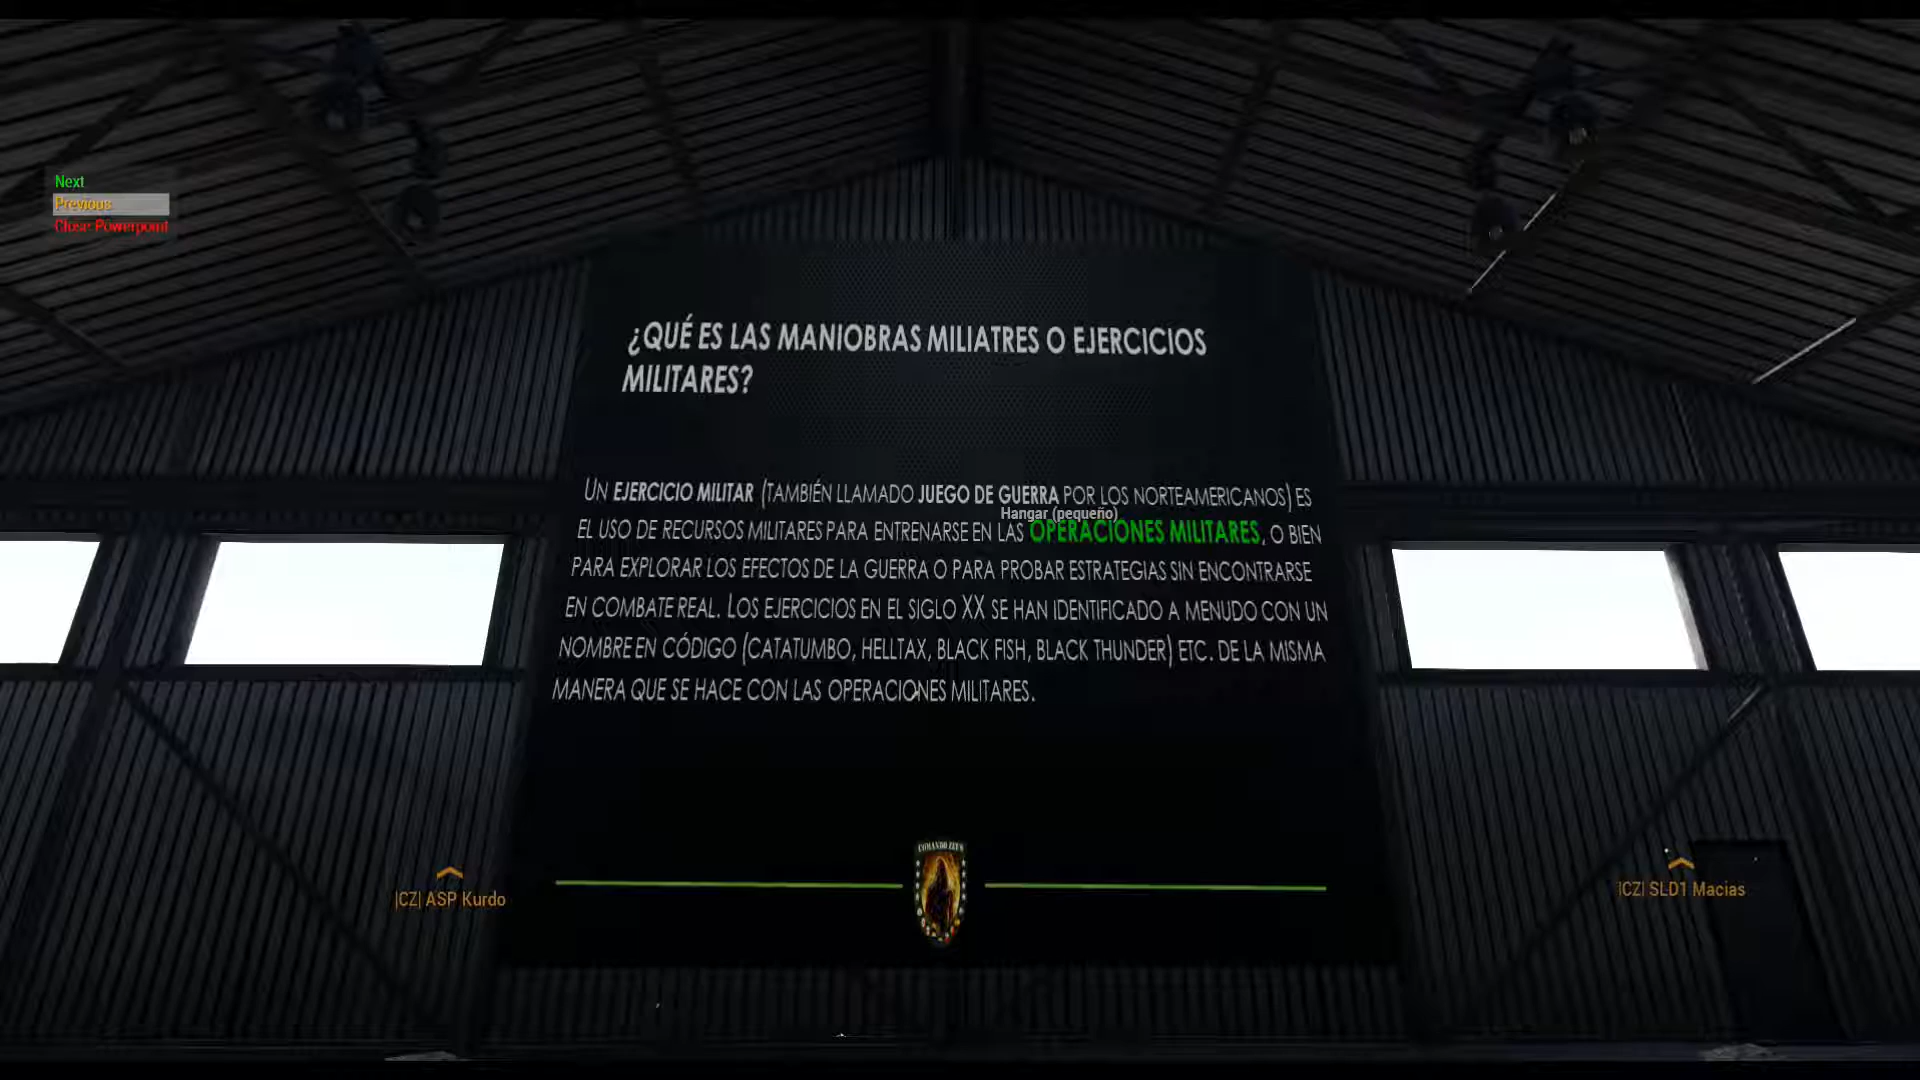 Next
Previous
Close Powerpoint
¿QUÉ ES LAS MANIOBRAS MILIATRES O EJERCICIOS
MILITARES?
UN EJERCICIO MILITAR (TAMBIÉN LLAMADO JUEGO DE GUERRA POR LOS NORTEAMERICANOS) ES
Hangar (pequeño)
EL USO DE RECURSOS MILITARES PARA ENTRENARSE EN LAS OPERACIONES MILITARES, O BIEN
PARA EXPLORAR LOS EFECTOS DE LA GUERRA O PARA PROBAR ESTRATEGIAS SIN ENCONTRARSE
EN COMBATE REAL. LOS EJERCICIOS EN EL SIGLO XX SE HAN IDENTIFICADO A MENUDO CON UN
NOMBRE EN CÓDIGO (CATATUMBO, HELLTAX, BLACK FISH, BLACK THUNDER) ETC. DE LA MISMA
MANERA QUE SE HACE CON LAS OPERACIONES MILITARES.
COMANDO ZEUS
|CZ| ASP Kurdo
|CZ| SLD1 Macias